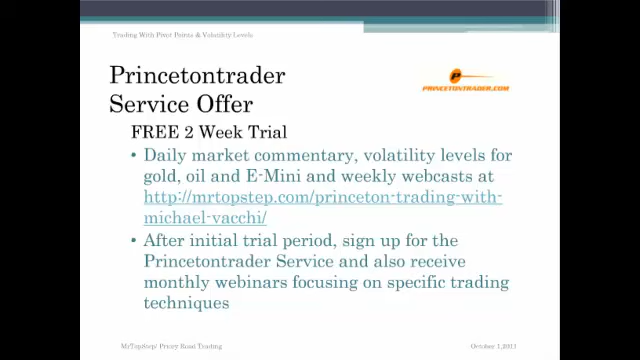 Trading With Pivot Points & Volatility Levels
Princetontrader
Service Offer
PRINCETONTRADER.COM
FREE 2 Week Trial
• Daily market commentary, volatility levels for
gold, oil and E-Mini and weekly webcasts at
http://mrtopstep.com/princeton-trading-with-
michael-vacchi/
• After initial trial period, sign up for the
Princetontrader Service and also receive
monthly webinars focusing on specific trading
techniques
MrTopStep/ Priory Road Trading
October 1,2013